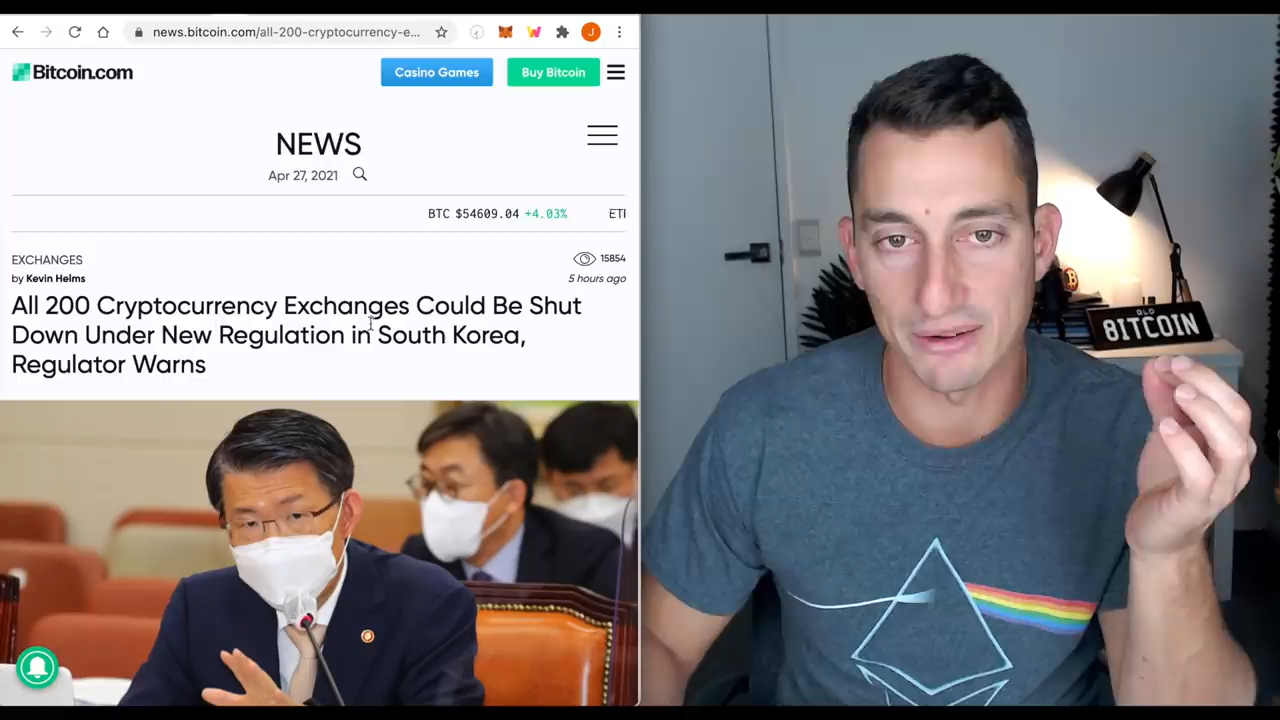 news.bitcoin.com/all-200-cryptocurrency-e...
J
Bitcoin.com
Casino Games
Buy Bitcoin
NEWS
Apr 27, 2021
BTC $54609.04 +4.03%
EXCHANGES
15854
by Kevin Helms
5 hours ago
All 200 Cryptocurrency Exchanges Could Be Shut
Down Under New Regulation in South Korea,
Regulator Warns
QLD
BITCOIN